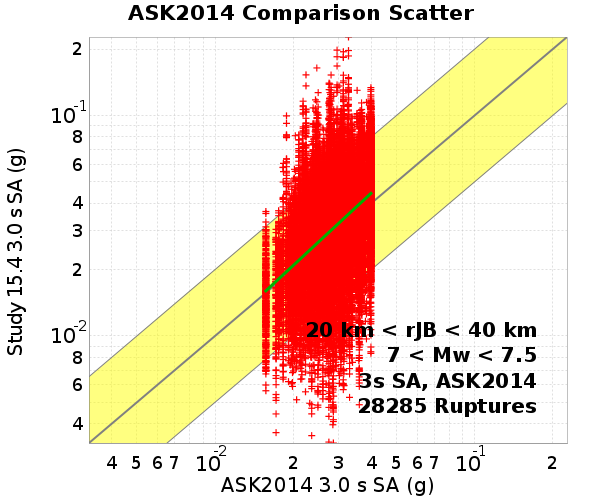 ASK2014 Comparison Scatter
Study 15.4 3.0 s SA (g)
2
10⁻¹
8
6
4
3
2
10⁻²
8
6
4
20 km < rJB < 40 km
7 < Mw < 7.5
3s SA, ASK2014
28285 Ruptures
4 5 6 7 10⁻² 2 3 4 5 6 7 10⁻¹ 2
ASK2014 3.0 s SA (g)